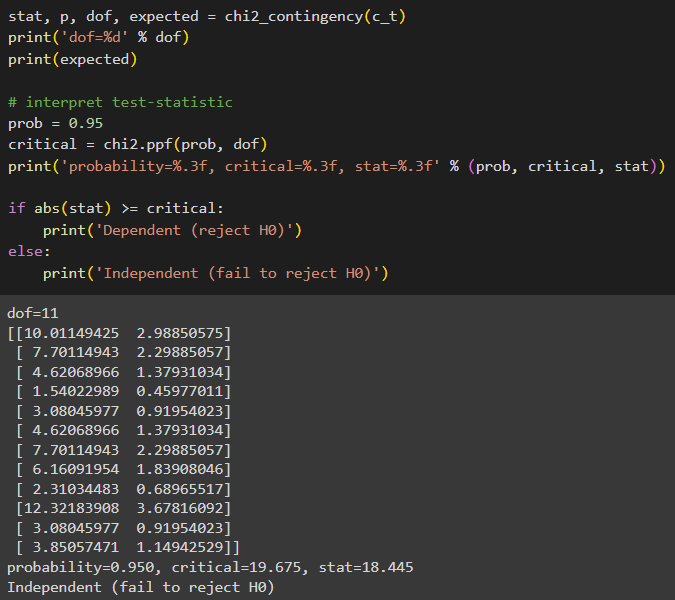 stat, p, dof, expected = chi2_contingency(c_t)
print('dof=%d' % dof)
print(expected)

# interpret test-statistic
prob = 0.95
critical = chi2.ppf(prob, dof)
print('probability=%.3f, critical=%.3f, stat=%.3f' % (prob, critical, stat))

if abs(stat) >= critical:
    print('Dependent (reject H0)')
else:
    print('Independent (fail to reject H0)')

dof=11
[[10.01149425  2.98850575]
 [ 7.70114943  2.29885057]
 [ 4.62068966  1.37931034]
 [ 1.54022989  0.45977011]
 [ 3.08045977  0.91954023]
 [ 4.62068966  1.37931034]
 [ 7.70114943  2.29885057]
 [ 6.16091954  1.83908046]
 [ 2.31034483  0.68965517]
 [12.32183908  3.67816092]
 [ 3.08045977  0.91954023]
 [ 3.85057471  1.14942529]]
probability=0.950, critical=19.675, stat=18.445
Independent (fail to reject H0)